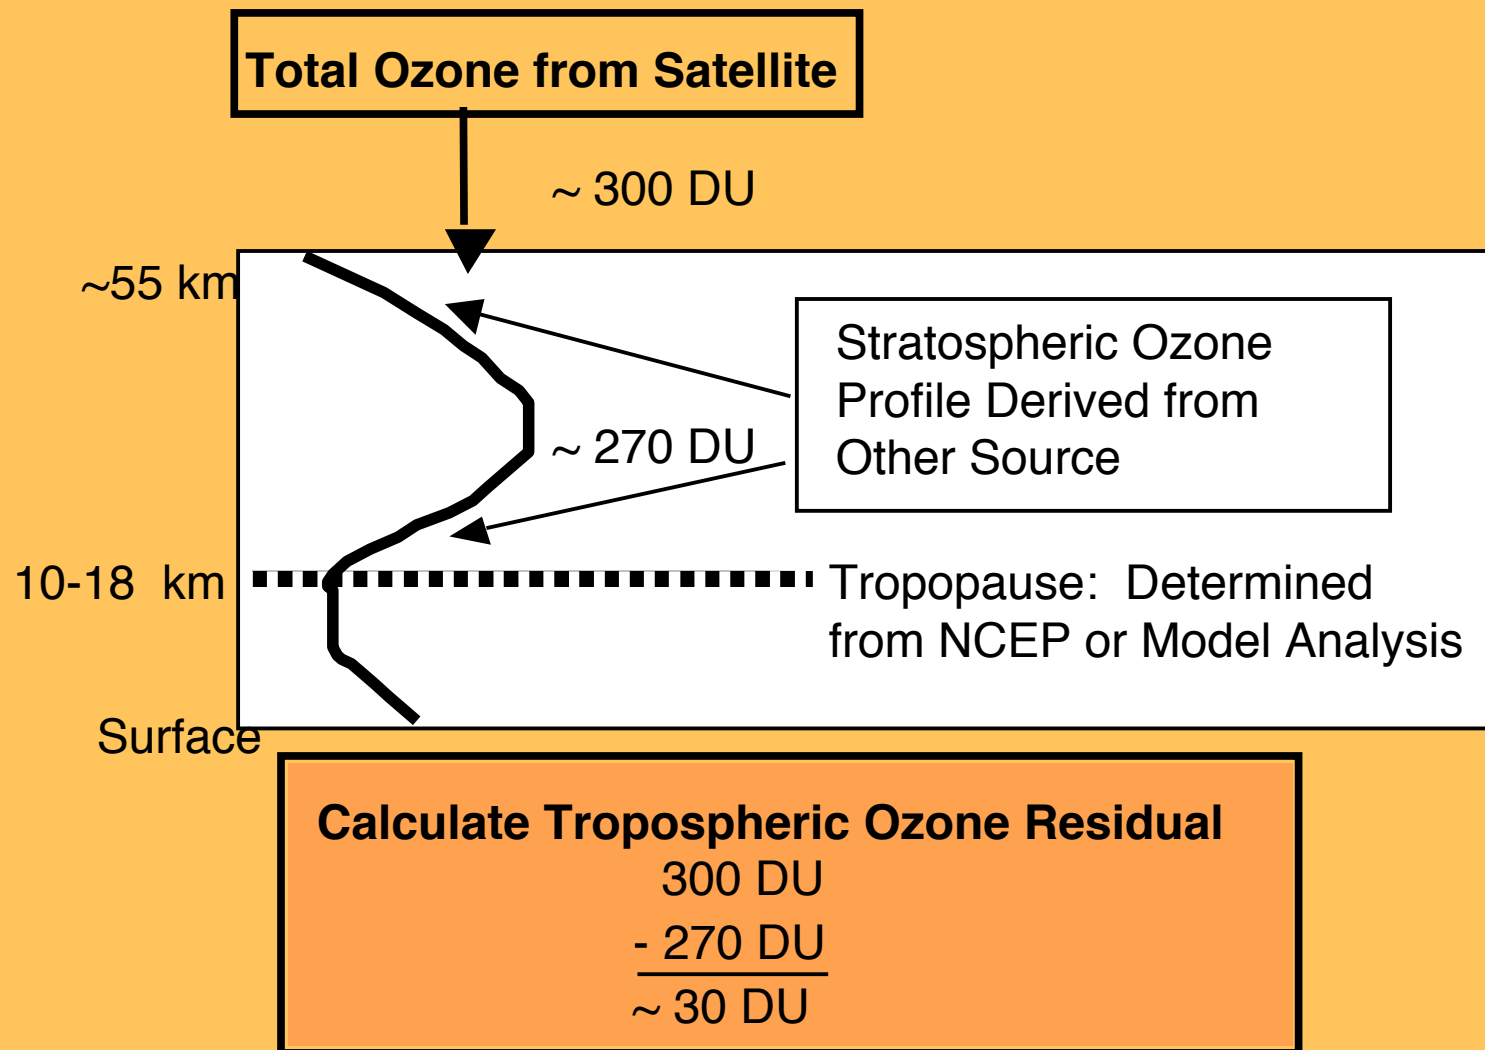 Total Ozone from Satellite
~ 300 DU
~55 km
Stratospheric Ozone
Profile Derived from
Other Source
~ 270 DU
10-18 km
Tropopause: Determined
from NCEP or Model Analysis
Surface
Calculate Tropospheric Ozone Residual
300 DU
- 270 DU
~ 30 DU